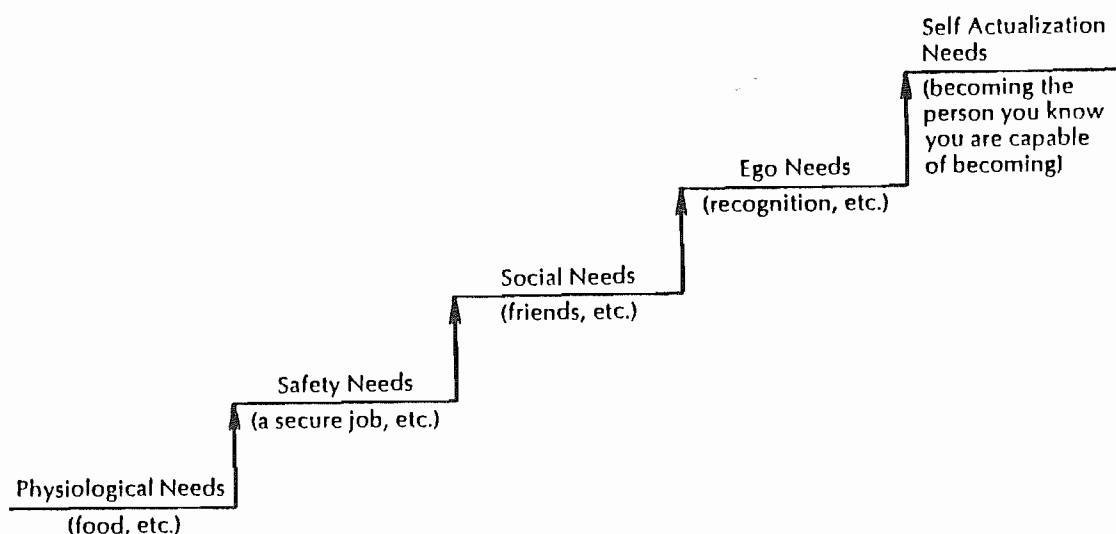 Self Actualization
Needs
(becoming the
person you know
you are capable
of becoming)
Ego Needs
(recognition, etc.)
Social Needs
(friends, etc.)
Safety Needs
(a secure job, etc.)
Physiological Needs
(food, etc.)